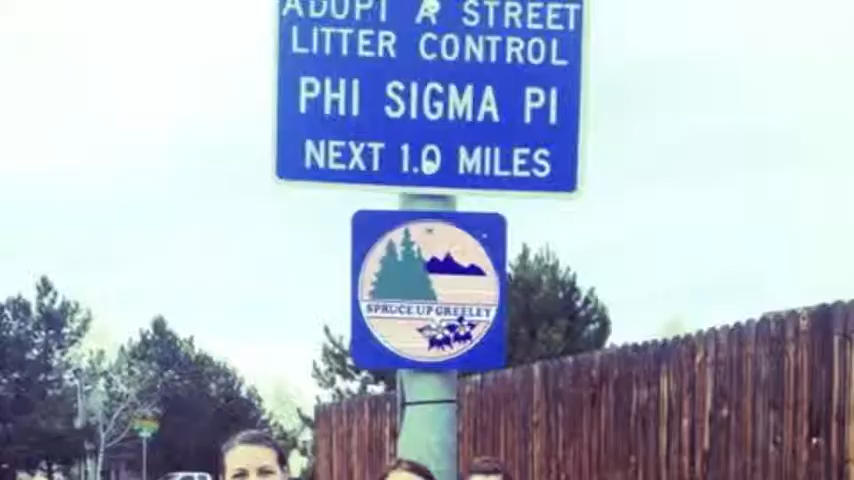 ADOPT A STREET
LITTER CONTROL
PHI SIGMA PI
NEXT 1.0 MILES
SPRUCE UP GREELEY